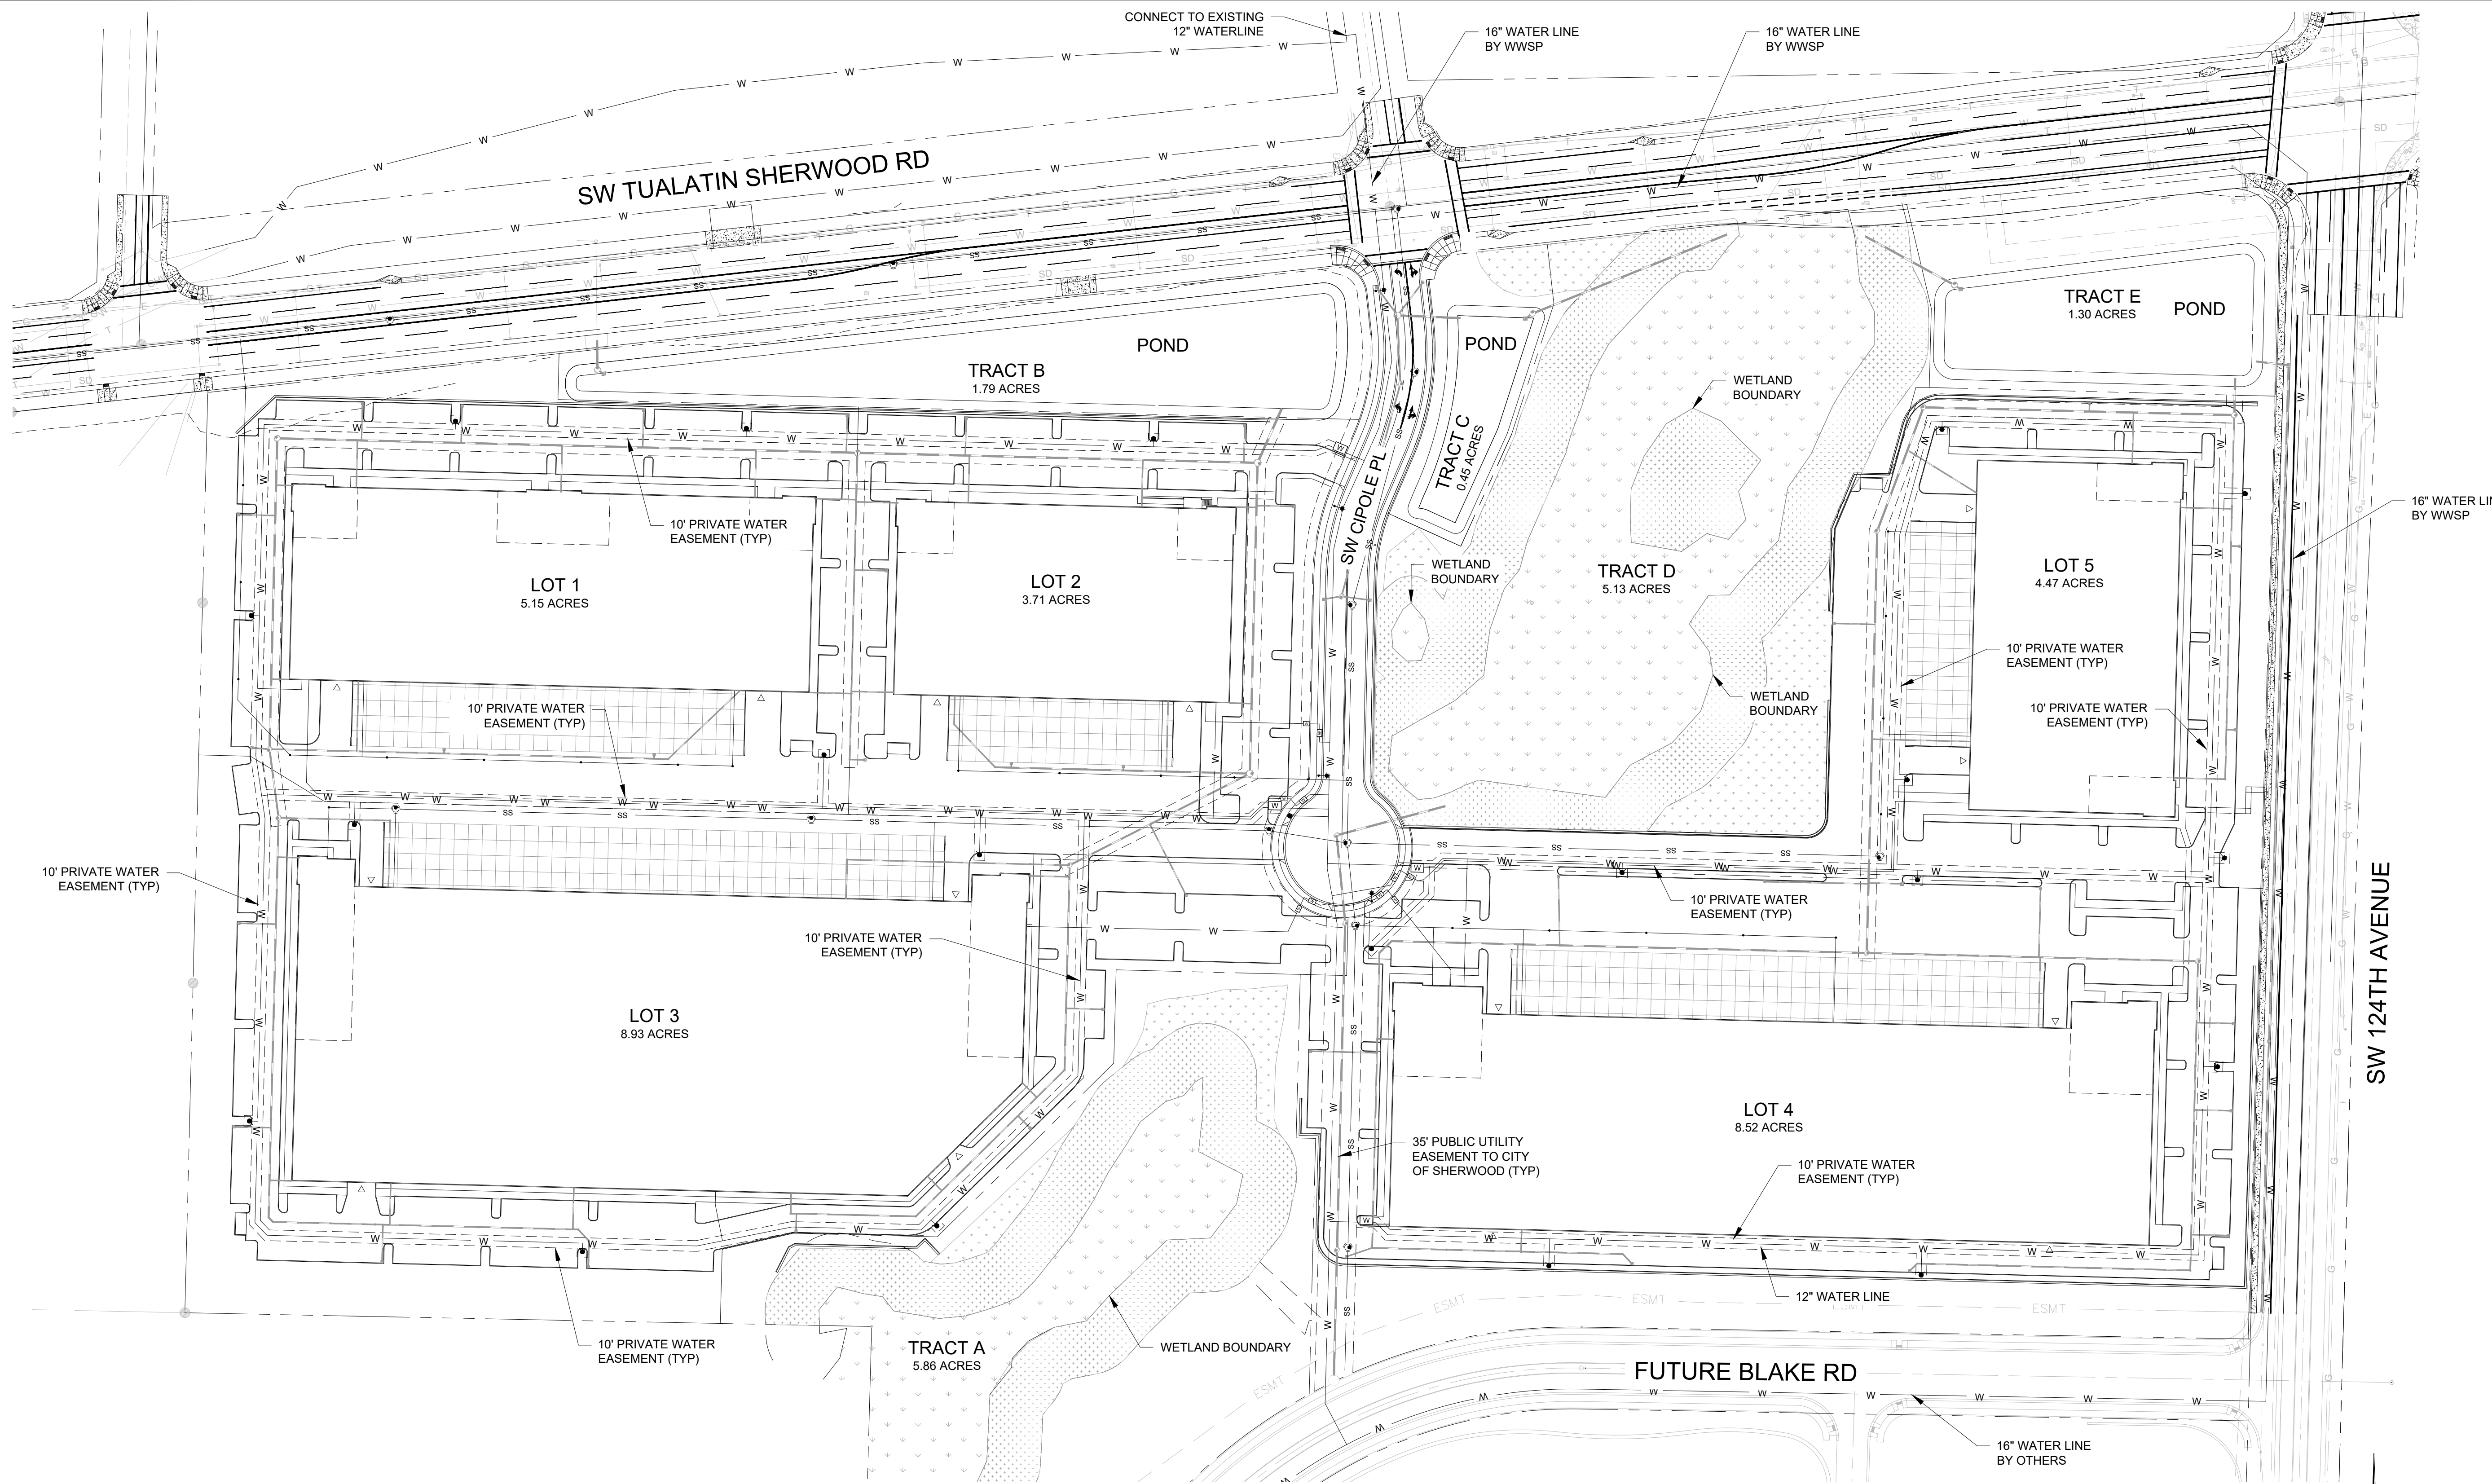 CONNECT TO EXISTING
12" WATERLINE
16" WATER LINE
BY WWSP
16" WATER LINE
BY WWSP
SW TUALATIN SHERWOOD RD
TRACT B
1.79 ACRES
POND
POND
TRACT C
0.45 ACRES
SW CIPOLE PL
WETLAND
BOUNDARY
TRACT E
1.30 ACRES
POND
16" WATER LIN
BY WWSP
10' PRIVATE WATER
EASEMENT (TYP)
LOT 1
5.15 ACRES
LOT 2
3.71 ACRES
WETLAND
BOUNDARY
TRACT D
5.13 ACRES
LOT 5
4.47 ACRES
10' PRIVATE WATER
EASEMENT (TYP)
WETLAND
BOUNDARY
10' PRIVATE WATER
EASEMENT (TYP)
10' PRIVATE WATER
EASEMENT (TYP)
10' PRIVATE WATER
EASEMENT (TYP)
10' PRIVATE WATER
EASEMENT (TYP)
10' PRIVATE WATER
EASEMENT (TYP)
SW 124TH AVENUE
LOT 3
8.93 ACRES
LOT 4
8.52 ACRES
35' PUBLIC UTILITY
EASEMENT TO CITY
OF SHERWOOD (TYP)
10' PRIVATE WATER
EASEMENT (TYP)
12" WATER LINE
ESMT
ESMT
ESMT
ESMT
ESMT
10' PRIVATE WATER
EASEMENT (TYP)
TRACT A
5.86 ACRES
WETLAND BOUNDARY
FUTURE BLAKE RD
16" WATER LINE
BY OTHERS